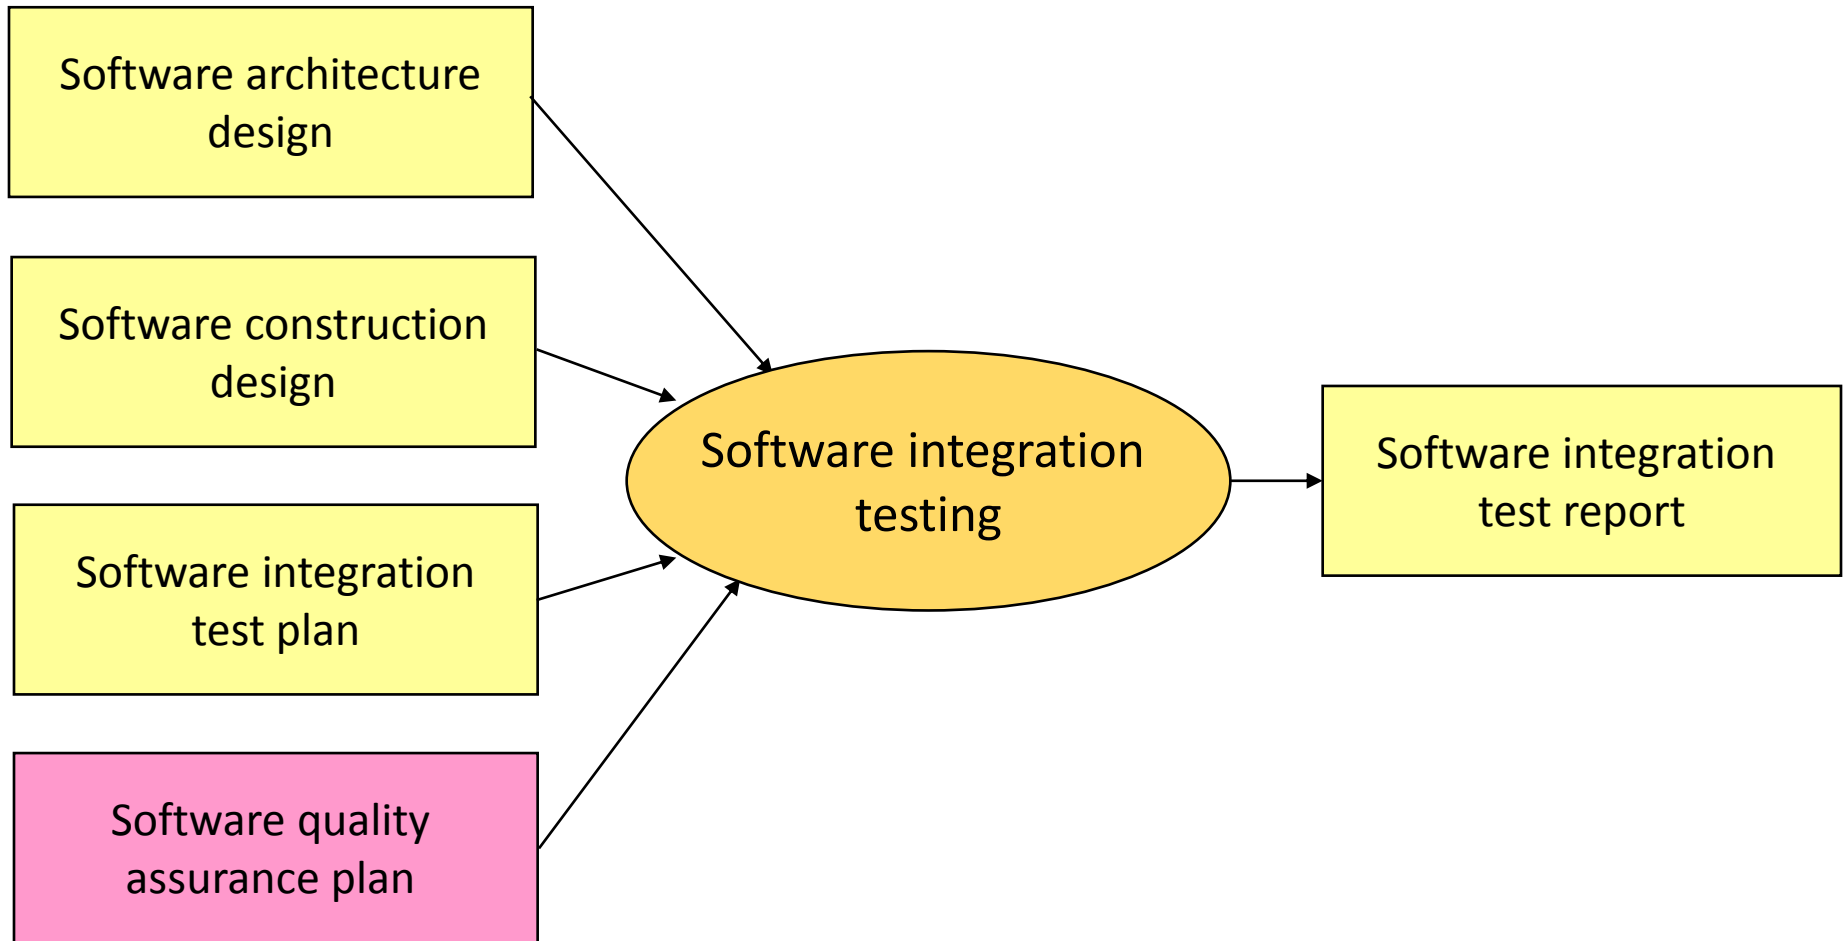 Software architecture
design
Software construction
design
Software integration
test plan
Software quality
assurance plan
Software integration
testing
Software integration
test report